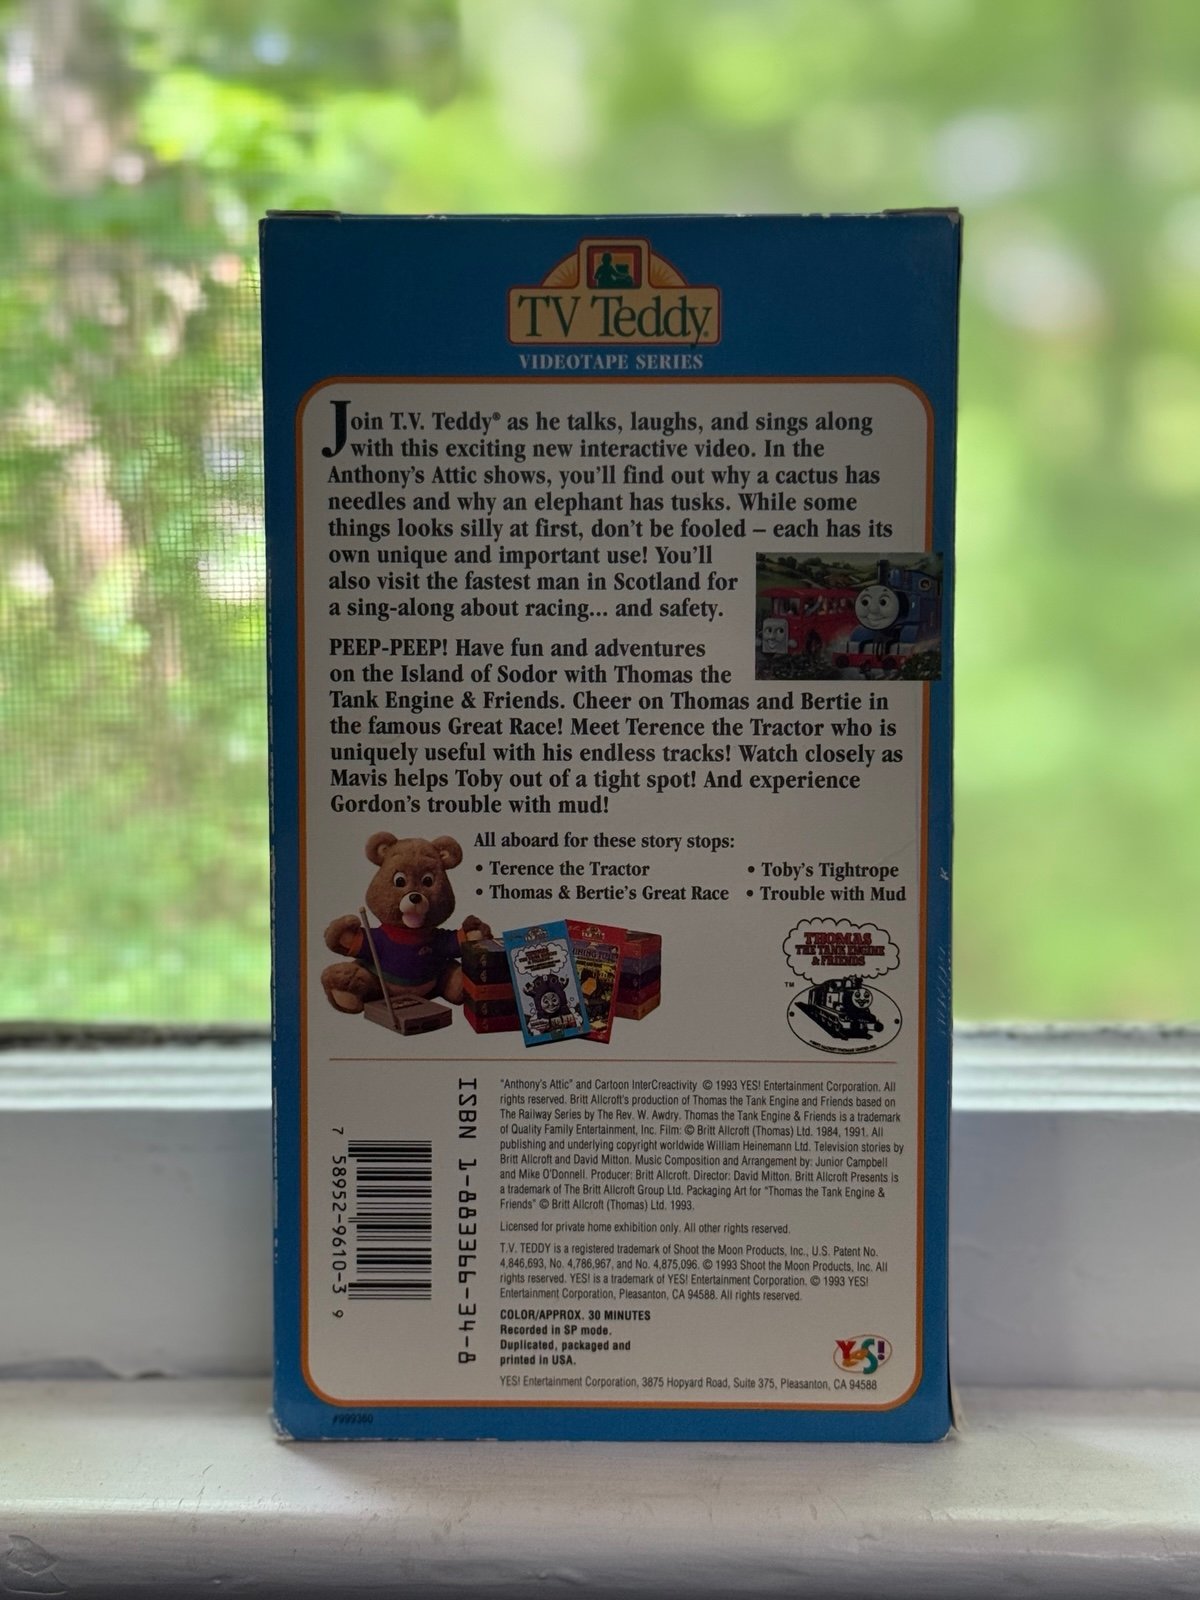 TV Teddy
VIDEOTAPE SERIES
Join T.V. Teddy® as he talks, laughs, and sings along
with this exciting new interactive video. In the
Anthony's Attic shows, you'll find out why a cactus has
needles and why an elephant has tusks. While some
things looks silly at first, don't be fooled – each has its
own unique and important use! You'll
also visit the fastest man in Scotland for
a sing-along about racing... and safety.
PEEP-PEEP! Have fun and adventures
on the Island of Sodor with Thomas the
Tank Engine & Friends. Cheer on Thomas and Bertie in
the famous Great Race! Meet Terence the Tractor who is
uniquely useful with his endless tracks! Watch closely as
Mavis helps Toby out of a tight spot! And experience
Gordon's trouble with mud!
All aboard for these story stops:
• Terence the Tractor
• Thomas & Bertie's Great Race
• Toby's Tightrope
• Trouble with Mud
THOMAS
THE TANK ENGINE
& FRIENDS
TM
"Anthony's Attic" and Cartoon InterCreactivity © 1993 YES! Entertainment Corporation. All
rights reserved. Britt Allcroft's production of Thomas the Tank Engine and Friends based on
The Railway Series by The Rev. W. Awdry. Thomas the Tank Engine & Friends is a trademark
of Quality Family Entertainment, Inc. Film: © Britt Allcroft (Thomas) Ltd. 1984, 1991. All
publishing and underlying copyright worldwide William Heinemann Ltd. Television stories by
Britt Allcroft and David Mitton. Music Composition and Arrangement by: Junior Campbell
and Mike O'Donnell. Producer: Britt Allcroft. Director: David Mitton. Britt Allcroft Presents is
a trademark of The Britt Allcroft Group Ltd. Packaging Art for "Thomas the Tank Engine &
Friends" © Britt Allcroft (Thomas) Ltd. 1993.
Licensed for private home exhibition only. All other rights reserved.
T.V. TEDDY is a registered trademark of Shoot the Moon Products, Inc., U.S. Patent No.
4,846,693, No. 4,786,967, and No. 4,875,096. © 1993 Shoot the Moon Products, Inc. All
rights reserved. YES! is a trademark of YES! Entertainment Corporation. © 1993 YES!
Entertainment Corporation, Pleasanton, CA 94588. All rights reserved.
COLOR/APPROX. 30 MINUTES
Recorded in SP mode.
Duplicated, packaged and
printed in USA.
YES! Entertainment Corporation, 3875 Hopyard Road, Suite 375, Pleasanton, CA 94588
YES!
ISBN 1-88366-34-8
7 58952-9610-3 9
#999360